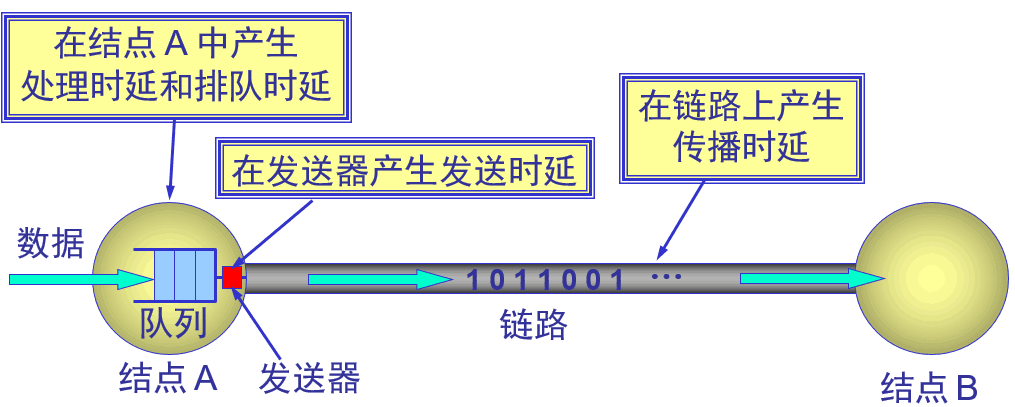 在结点 A 中产生
处理时延和排队时延
在链路上产生
传播时延
在发送器产生发送时延
数据
1 0 1 1 0 0 1 …
队列
链路
结点 A
发送器
结点 B